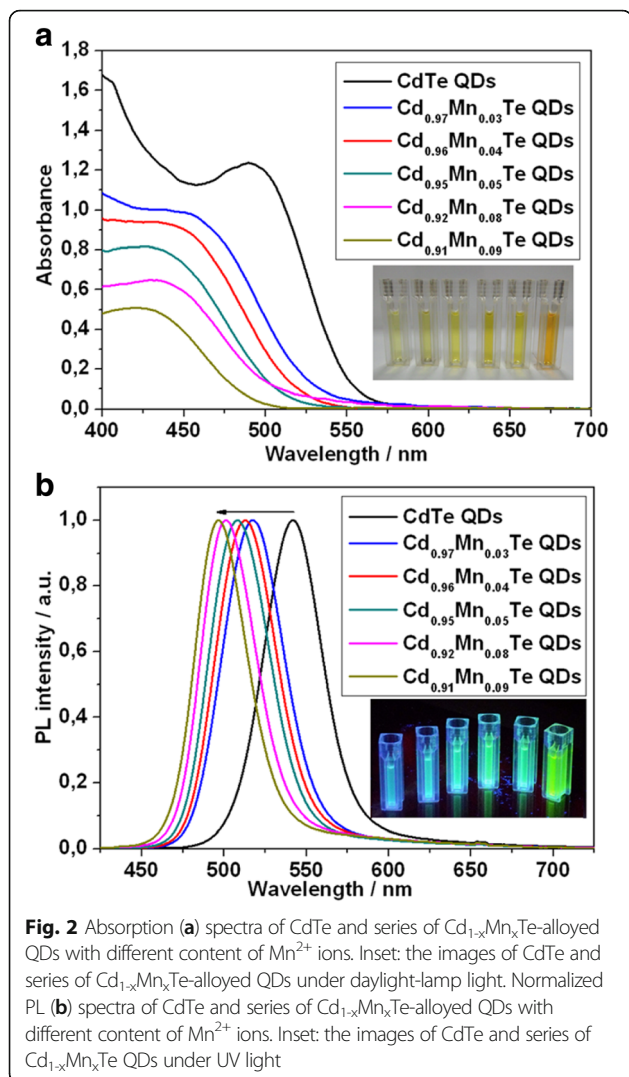 a
1,8
1,6
1,4
1,2
1,0
0,8
0,6
0,4
0,2
0,0
Absorbance
CdTe QDs
Cd₀.₉₇Mn₀.₀₃Te QDs
Cd₀.₉₆Mn₀.₀₄Te QDs
Cd₀.₉₅Mn₀.₀₅Te QDs
Cd₀.₉₂Mn₀.₀₈Te QDs
Cd₀.₉₁Mn₀.₀₉Te QDs
400 450 500 550 600 650 700
Wavelength / nm
b
1,0
0,8
0,6
0,4
0,2
0,0
PL intensity / a.u.
CdTe QDs
Cd₀.₉₇Mn₀.₀₃Te QDs
Cd₀.₉₆Mn₀.₀₄Te QDs
Cd₀.₉₅Mn₀.₀₅Te QDs
Cd₀.₉₂Mn₀.₀₈Te QDs
Cd₀.₉₁Mn₀.₀₉Te QDs
450 500 550 600 650 700
Wavelength / nm
Fig. 2 Absorption (a) spectra of CdTe and series of Cd₁₋ₓMnₓTe-alloyed
QDs with different content of Mn²⁺ ions. Inset: the images of CdTe and
series of Cd₁₋ₓMnₓTe-alloyed QDs under daylight-lamp light. Normalized
PL (b) spectra of CdTe and series of Cd₁₋ₓMnₓTe-alloyed QDs with
different content of Mn²⁺ ions. Inset: the images of CdTe and series of
Cd₁₋ₓMnₓTe QDs under UV light